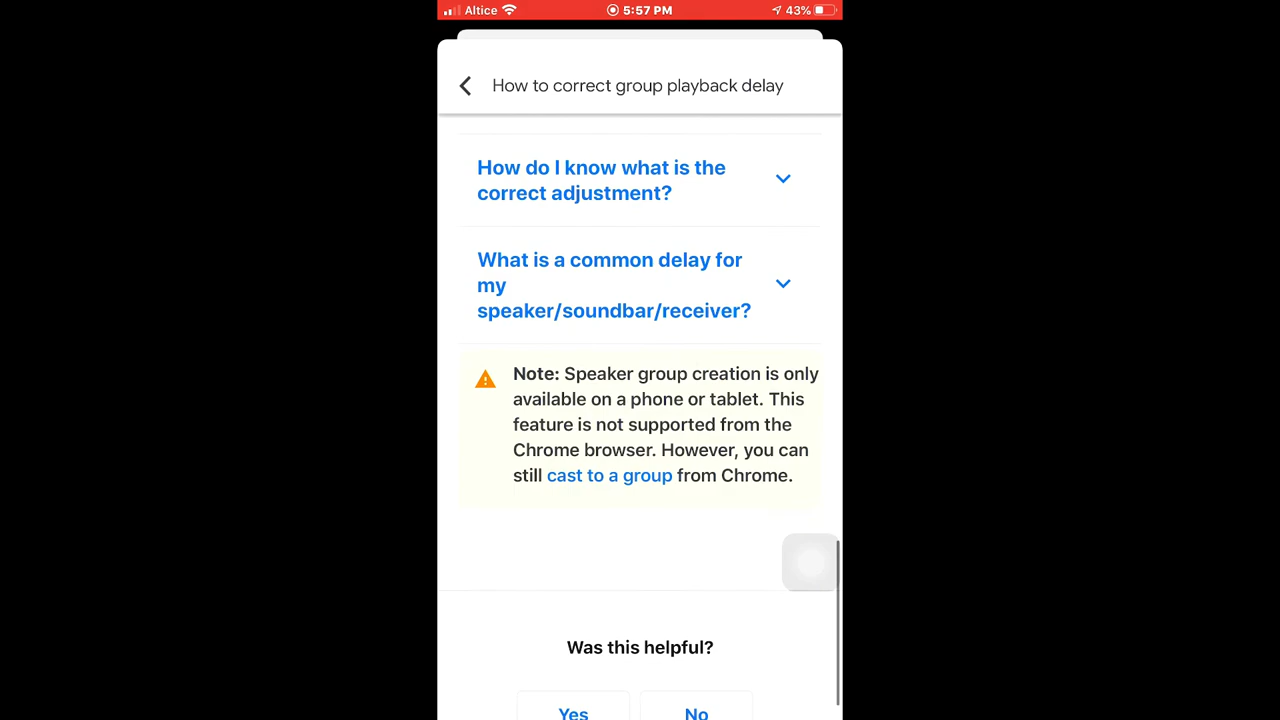 Altice 5:57 PM 43%
How to correct group playback delay
How do I know what is the
correct adjustment?
What is a common delay for
my
speaker/soundbar/receiver?
Note: Speaker group creation is only
available on a phone or tablet. This
feature is not supported from the
Chrome browser. However, you can
still cast to a group from Chrome.
Was this helpful?
Yes No